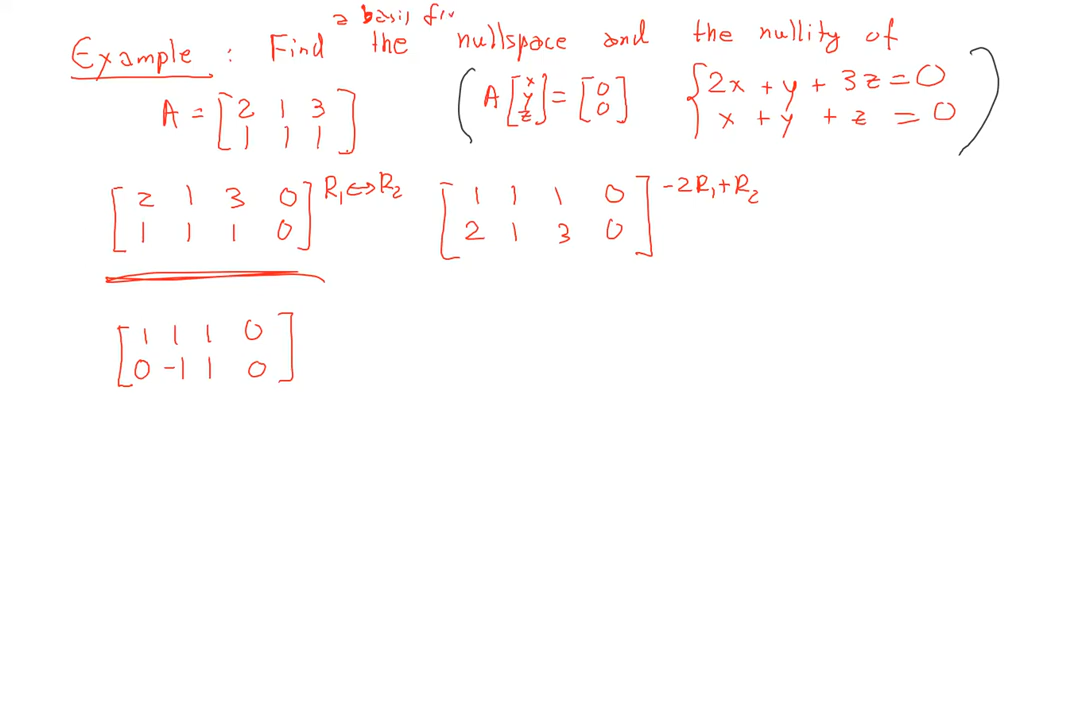 a basis for
Example : Find the nullspace and the nullity of
A = [2 1 3; 1 1 1] (A [x; y; z] = [0; 0] {2x + y + 3z = 0; x + y + z = 0)
[2 1 3 0; 1 1 1 0] R₁⇔R₂ [1 1 1 0; 2 1 3 0] -2R₁+R₂
[1 1 1 0; 0 -1 1 0]